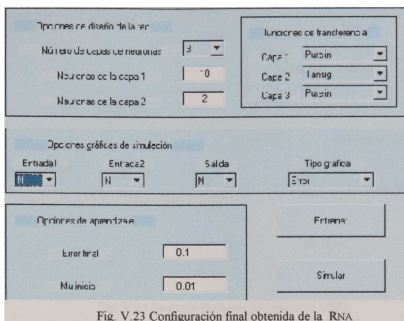 Opciones de diseño de la red
Número de capas de neuronas 3
Neuronas de la capa 1 10
Neuronas de la capa 2 2
funciones de transferencia
Capa 1 Purelin
Capa 2 Tansig
Capa 3 Purelin
Opciones gráficas de simulación
Entrada1 Entrada2 Salida Tipo grafica
N N N Error
Opciones de aprendizaje
Error final 0.1
Mu inicio 0.01
Entrenar
Simular
Fig. V.23 Configuración final obtenida de la RNA